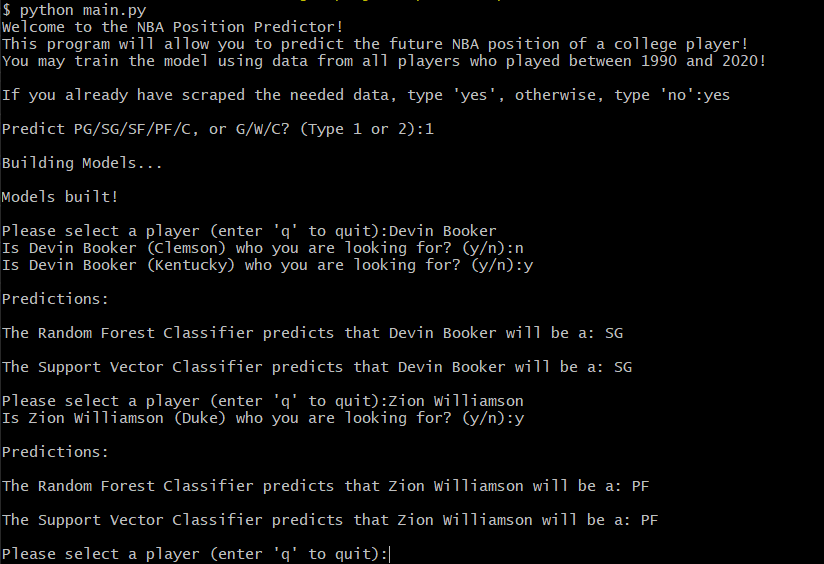 $ python main.py
Welcome to the NBA Position Predictor!
This program will allow you to predict the future NBA position of a college player!
You may train the model using data from all players who played between 1990 and 2020!
If you already have scraped the needed data, type 'yes', otherwise, type 'no':yes
Predict PG/SG/SF/PF/C, or G/W/C? (Type 1 or 2):1
Building Models...
Models built!
Please select a player (enter 'q' to quit):Devin Booker
Is Devin Booker (Clemson) who you are looking for? (y/n):n
Is Devin Booker (Kentucky) who you are looking for? (y/n):y
Predictions:
The Random Forest Classifier predicts that Devin Booker will be a: SG
The Support Vector Classifier predicts that Devin Booker will be a: SG
Please select a player (enter 'q' to quit):Zion Williamson
Is Zion Williamson (Duke) who you are looking for? (y/n):y
Predictions:
The Random Forest Classifier predicts that Zion Williamson will be a: PF
The Support Vector Classifier predicts that Zion Williamson will be a: PF
Please select a player (enter 'q' to quit):